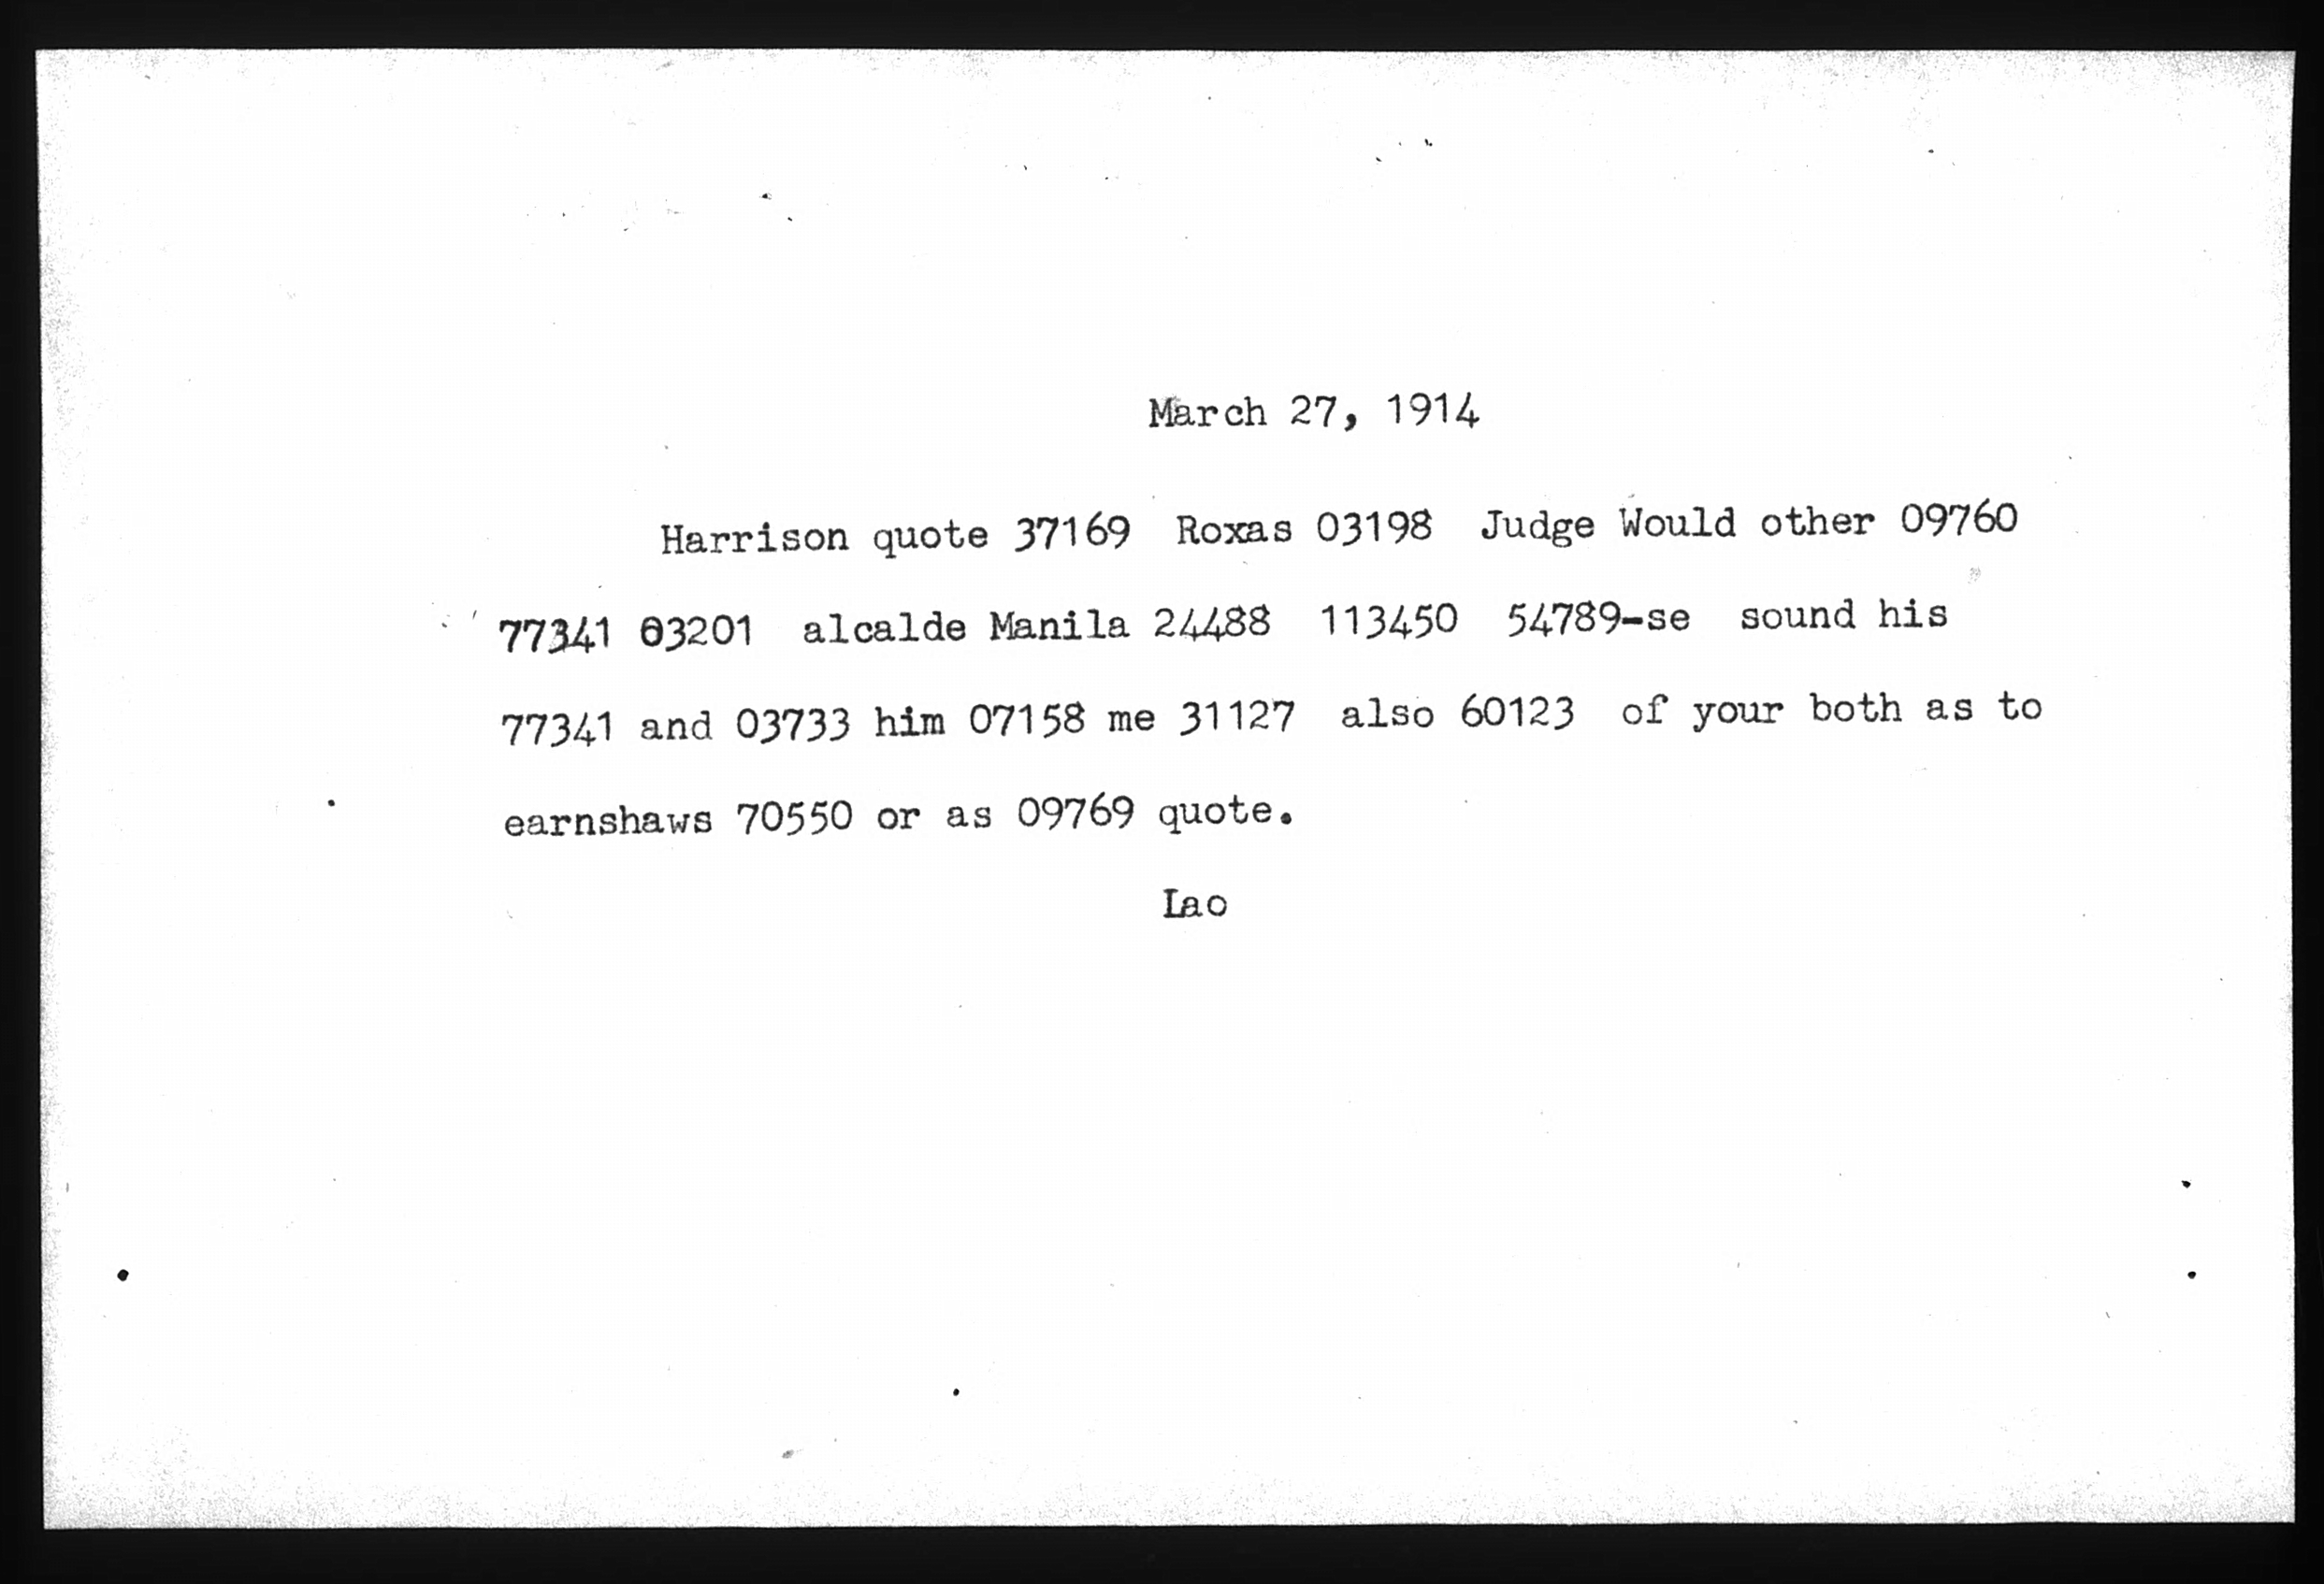 March 27, 1914
Harrison quote 37169 Roxas 03198 Judge Would other 09760
77341 03201 alcalde Manila 24488 113450 54789-se sound his
77341 and 03733 him 07158 me 31127 also 60123 of your both as to
earnshaws 70550 or as 09769 quote.
Lao